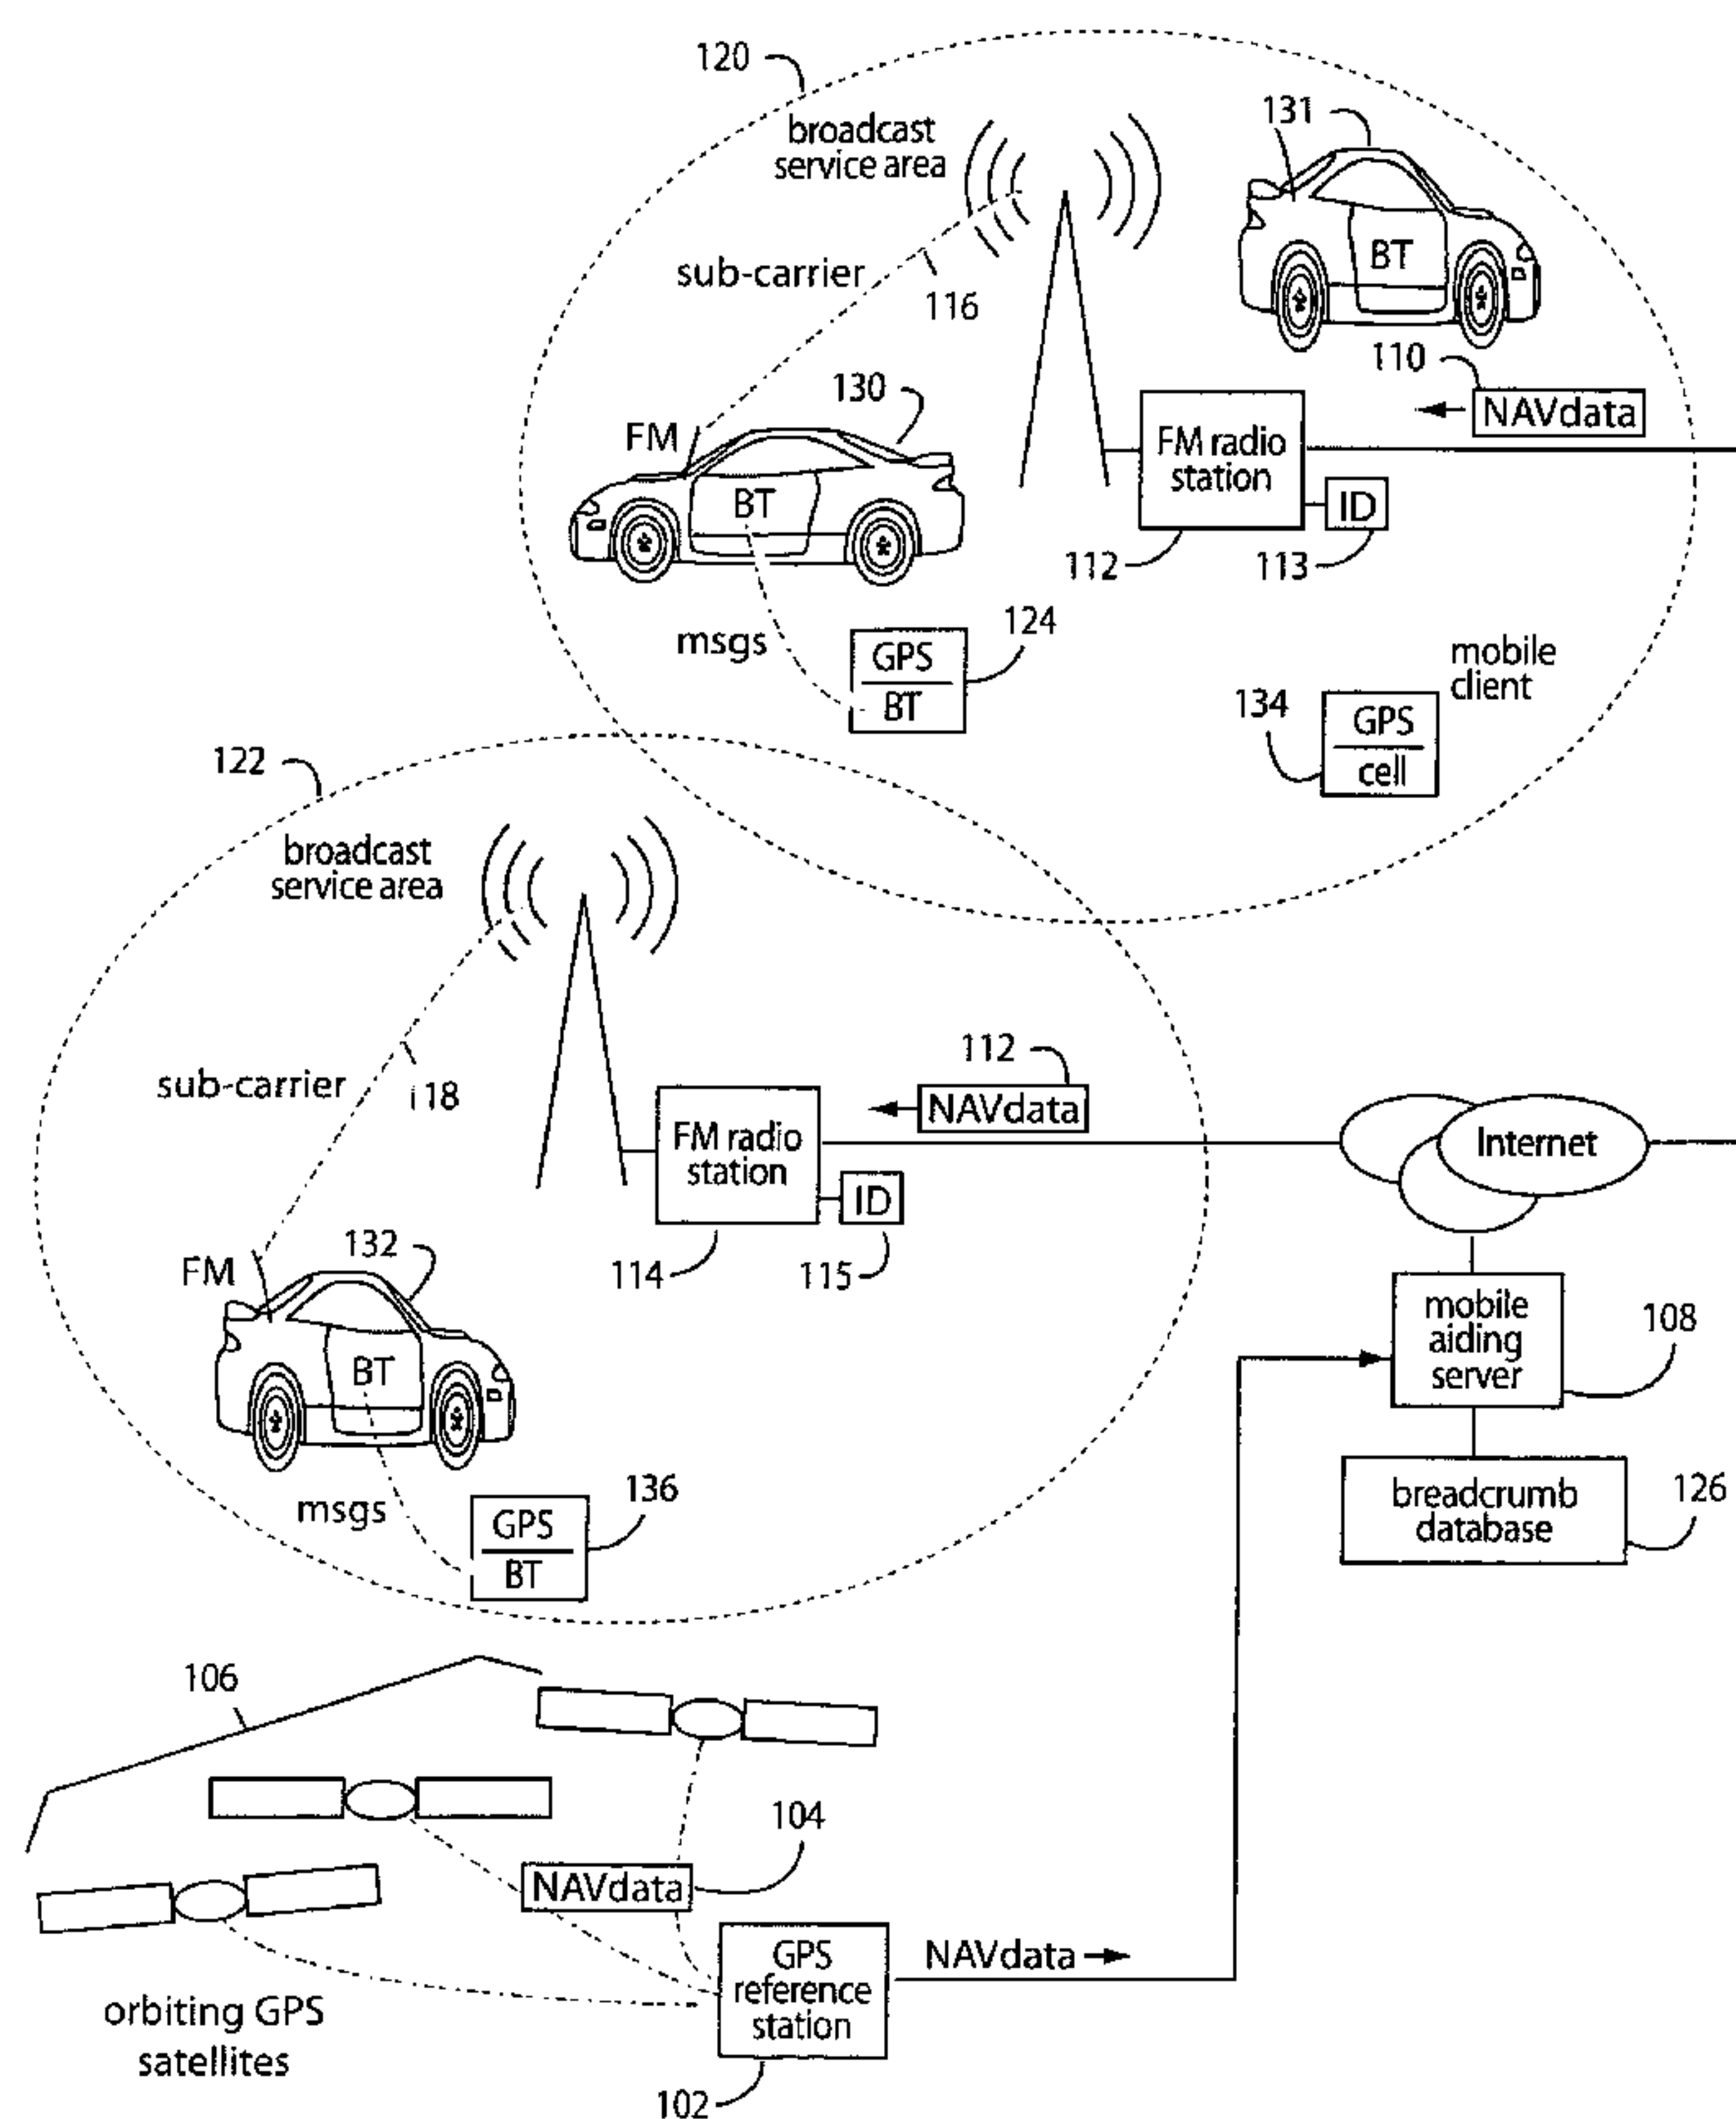 120
broadcast
service area
131
BT
sub-carrier
116
110
NAVdata
130
FM
BT
FM radio
station
ID
112
113
msgs
124
GPS
BT
mobile
client
134
GPS
cell
122
broadcast
service area
sub-carrier
118
112
NAVdata
FM radio
station
ID
114
115
Internet
FM
132
BT
mobile
aiding
server
108
msgs
136
GPS
BT
breadcrumb
database
126
106
104
NAVdata
GPS
reference
station
NAVdata
orbiting GPS
satellites
102